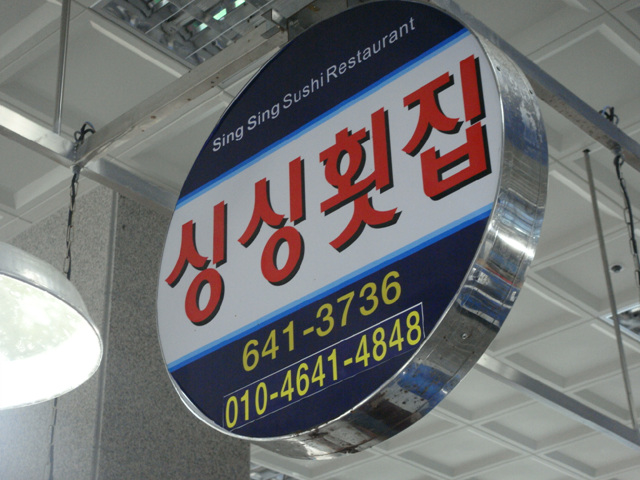 Sing Sing Sushi Restaurant
싱싱횟집
641-3736
010-4641-4848